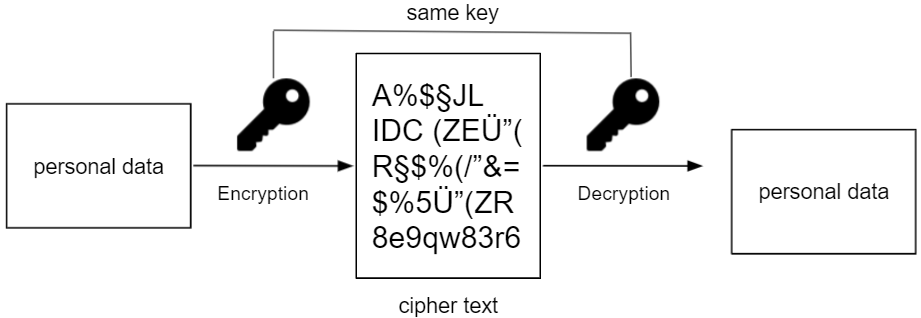 same key
personal data
Encryption
A%$§JL
IDC (ZEÜ”(
R§$%(/”&=
$%5Ü”(ZR
8e9qw83r6
cipher text
Decryption
personal data